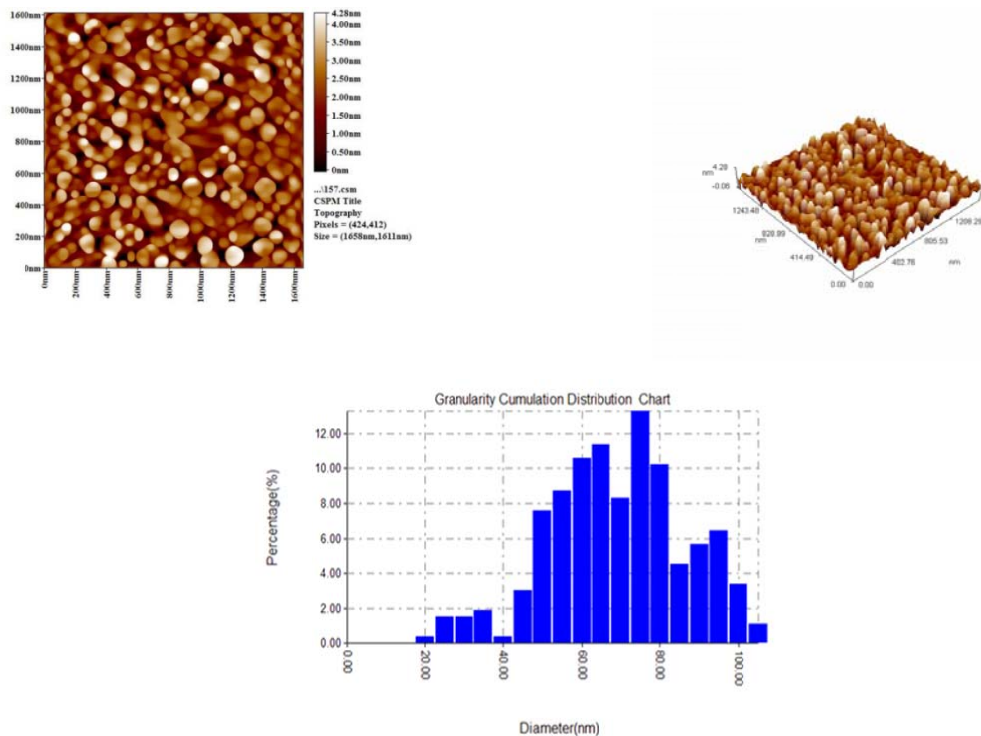 1600nm
1400nm
1200nm
1000nm
800nm
600nm
400nm
200nm
0nm
0nm
200nm
400nm
600nm
800nm
1000nm
1200nm
1400nm
1600nm
4.28nm
4.00nm
3.50nm
3.00nm
2.50nm
2.00nm
1.50nm
1.00nm
0.50nm
0nm
...\157.csm
CSPM Title
Topography
Pixels = (424,412)
Size = (1658nm,1611nm)
4.28
nm
-0.06
1243.48
828.99
nm
414.49
0.00
0.00
402.76
805.53
nm
Granularity Cumulation Distribution Chart
Percentage(%)
12.00
10.00
8.00
6.00
4.00
2.00
0.00
0.00
20.00
40.00
60.00
80.00
100.00
Diameter(nm)